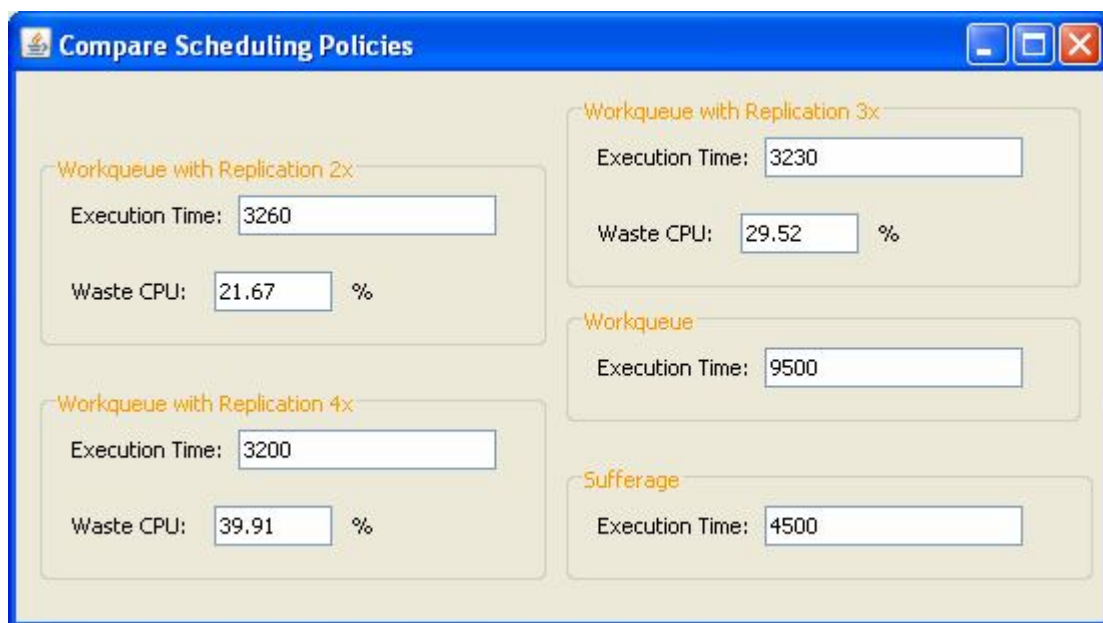 Compare Scheduling Policies
Workqueue with Replication 2x
Execution Time: 3260
Waste CPU: 21.67 %
Workqueue with Replication 4x
Execution Time: 3200
Waste CPU: 39.91 %
Workqueue with Replication 3x
Execution Time: 3230
Waste CPU: 29.52 %
Workqueue
Execution Time: 9500
Sufferage
Execution Time: 4500